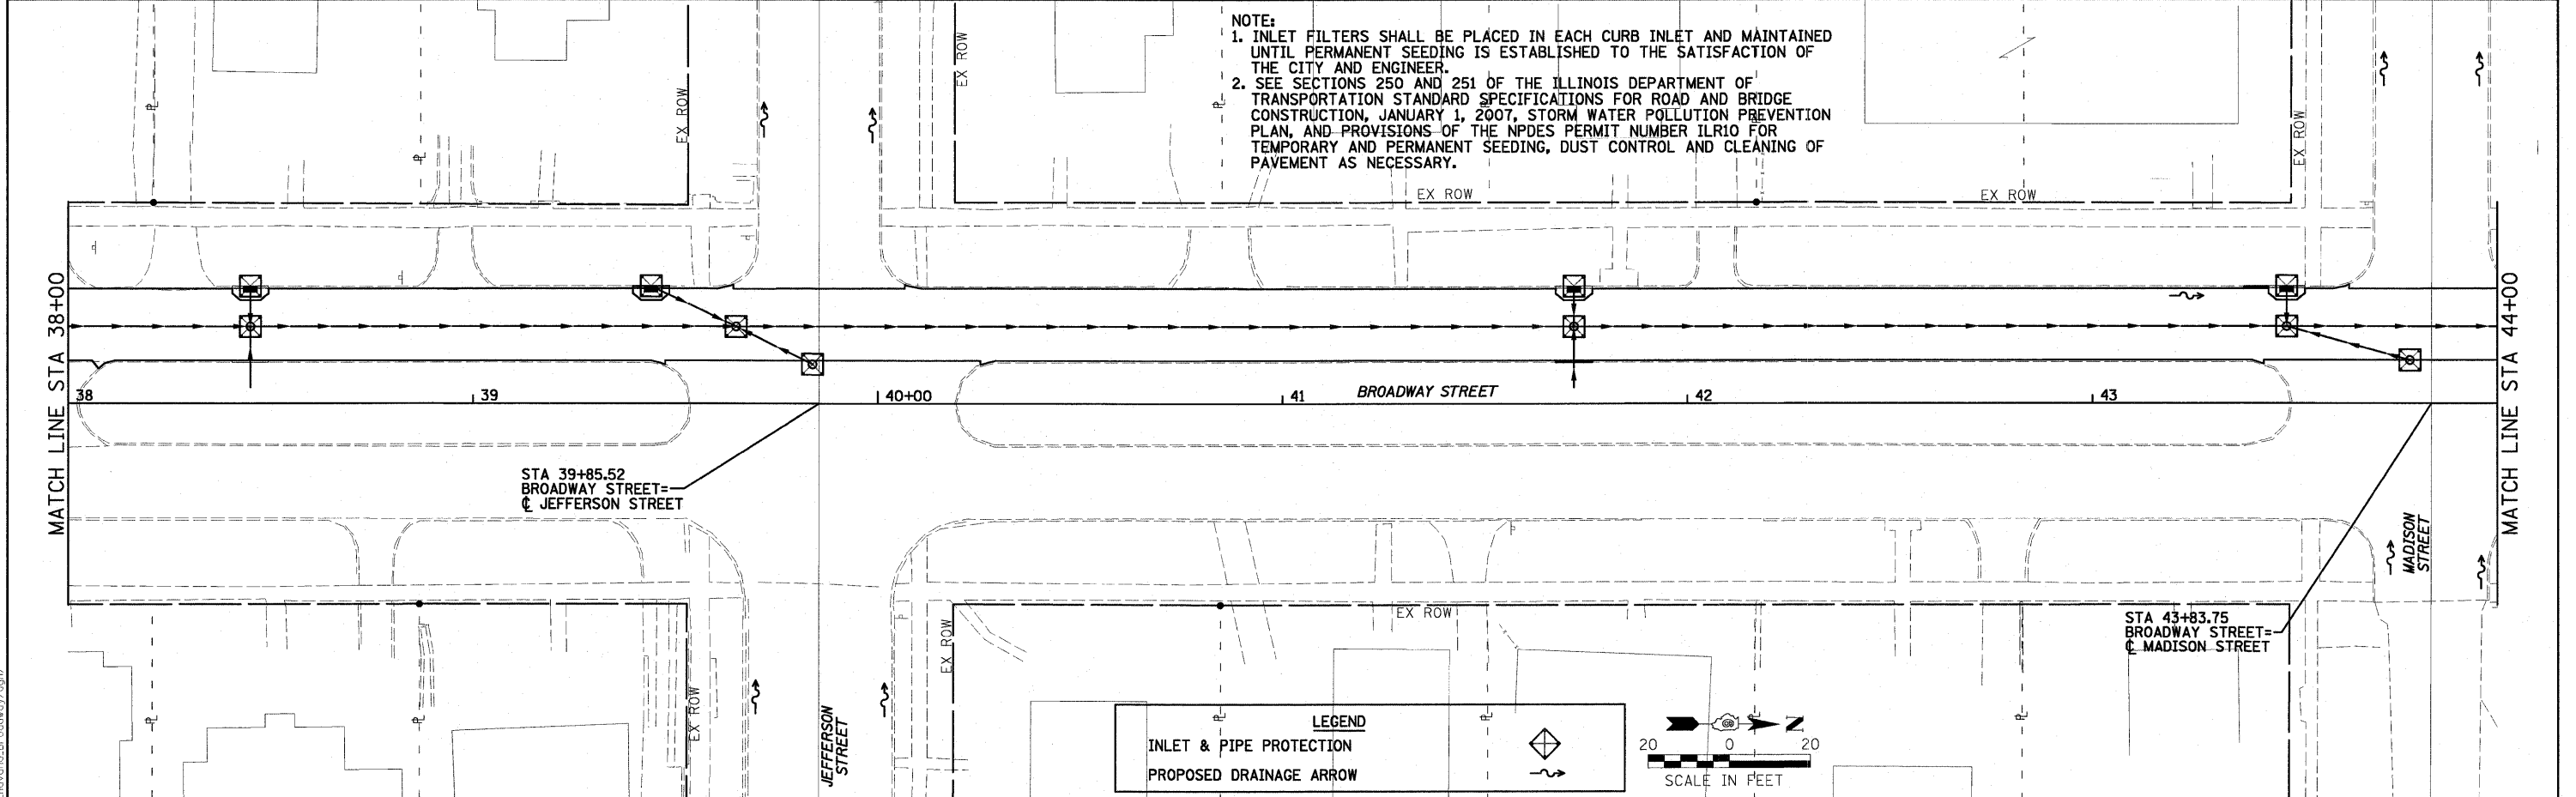 NOTE:
1. INLET FILTERS SHALL BE PLACED IN EACH CURB INLET AND MAINTAINED
UNTIL PERMANENT SEEDING IS ESTABLISHED TO THE SATISFACTION OF
THE CITY AND ENGINEER.
2. SEE SECTIONS 250 AND 251 OF THE ILLINOIS DEPARTMENT OF
TRANSPORTATION STANDARD SPECIFICATIONS FOR ROAD AND BRIDGE
CONSTRUCTION, JANUARY 1, 2007, STORM WATER POLLUTION PREVENTION
PLAN, AND PROVISIONS OF THE NPDES PERMIT NUMBER ILR10 FOR
TEMPORARY AND PERMANENT SEEDING, DUST CONTROL AND CLEANING OF
PAVEMENT AS NECESSARY.
EX ROW
EX ROW
EX ROW
EX ROW
EX ROW
MATCH LINE STA 38+00
MATCH LINE STA 44+00
38
39
40+00
41
BROADWAY STREET
42
43
STA 39+85.52
BROADWAY STREET=
℄ JEFFERSON STREET
MADISON
STREET
STA 43+83.75
BROADWAY STREET=
℄ MADISON STREET
EX ROW
EX ROW
EX ROW
JEFFERSON
STREET
LEGEND
INLET & PIPE PROTECTION
PROPOSED DRAINAGE ARROW
N
20 0 20
SCALE IN FEET